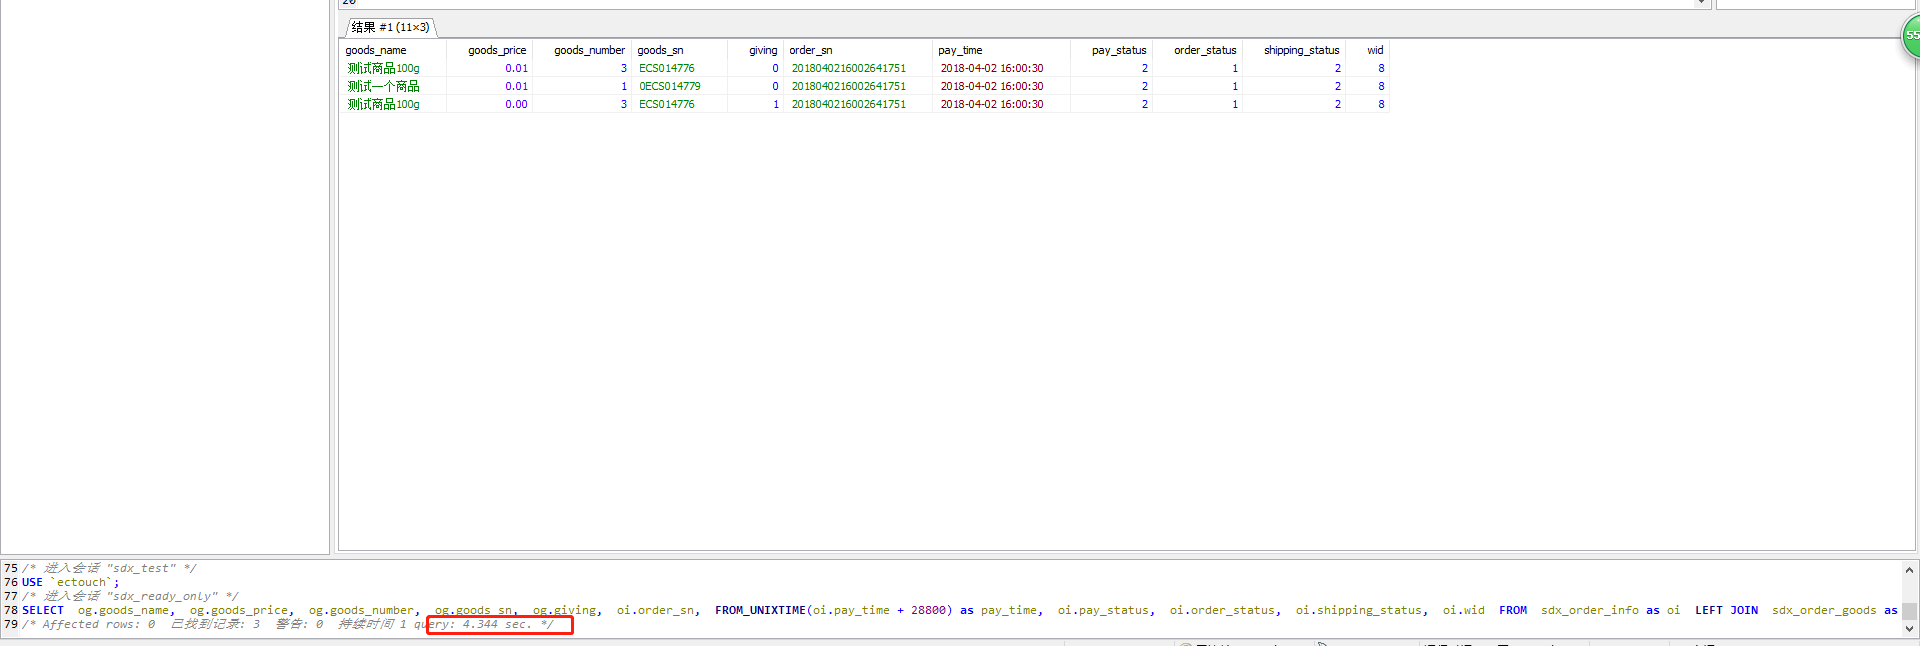 20
结果 #1 (11×3)
55
goods_name goods_price goods_number goods_sn giving order_sn pay_time pay_status order_status shipping_status wid
测试商品100g 0.01 3 ECS014776 0 2018040216002641751 2018-04-02 16:00:30 2 1 2 8
测试一个商品 0.01 1 0ECS014779 0 2018040216002641751 2018-04-02 16:00:30 2 1 2 8
测试商品100g 0.00 3 ECS014776 1 2018040216002641751 2018-04-02 16:00:30 2 1 2 8
75 /* 进入会话 "sdx_test" */
76 USE `ectouch`;
77 /* 进入会话 "sdx_ready_only" */
78 SELECT og.goods_name, og.goods_price, og.goods_number, og.goods_sn, og.giving, oi.order_sn, FROM_UNIXTIME(oi.pay_time + 28800) as pay_time, oi.pay_status, oi.order_status, oi.shipping_status, oi.wid FROM sdx_order_info as oi LEFT JOIN sdx_order_goods as
79 /* Affected rows: 0 已找到记录: 3 警告: 0 持续时间 1 query: 4.344 sec. */